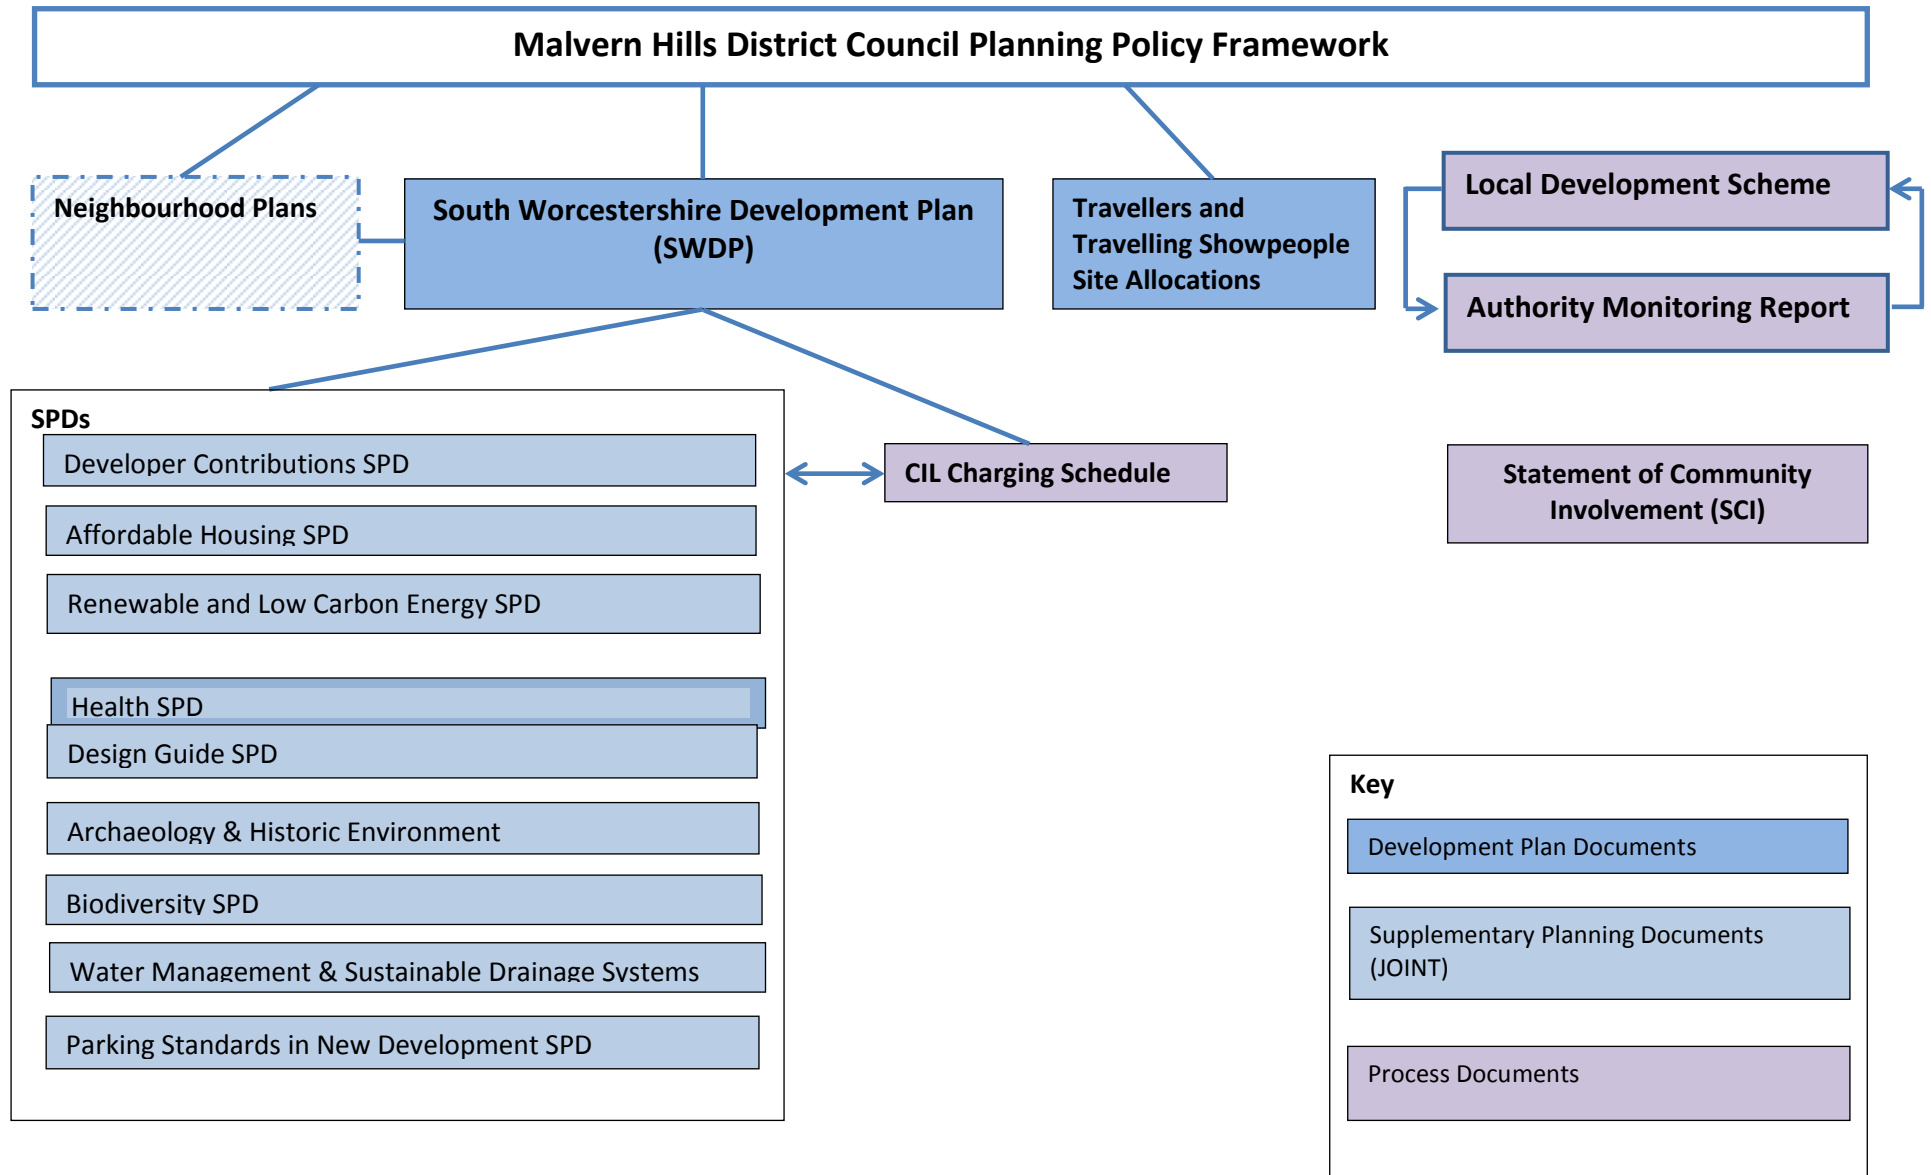 Malvern Hills District Council Planning Policy Framework
Neighbourhood Plans
South Worcestershire Development Plan
(SWDP)
Travellers and
Travelling Showpeople
Site Allocations
Local Development Scheme
Authority Monitoring Report
SPDs
Developer Contributions SPD
Affordable Housing SPD
Renewable and Low Carbon Energy SPD
Health SPD
Design Guide SPD
Archaeology & Historic Environment
Biodiversity SPD
Water Management & Sustainable Drainage Systems
Parking Standards in New Development SPD
CIL Charging Schedule
Statement of Community
Involvement (SCI)
Key
Development Plan Documents
Supplementary Planning Documents
(JOINT)
Process Documents